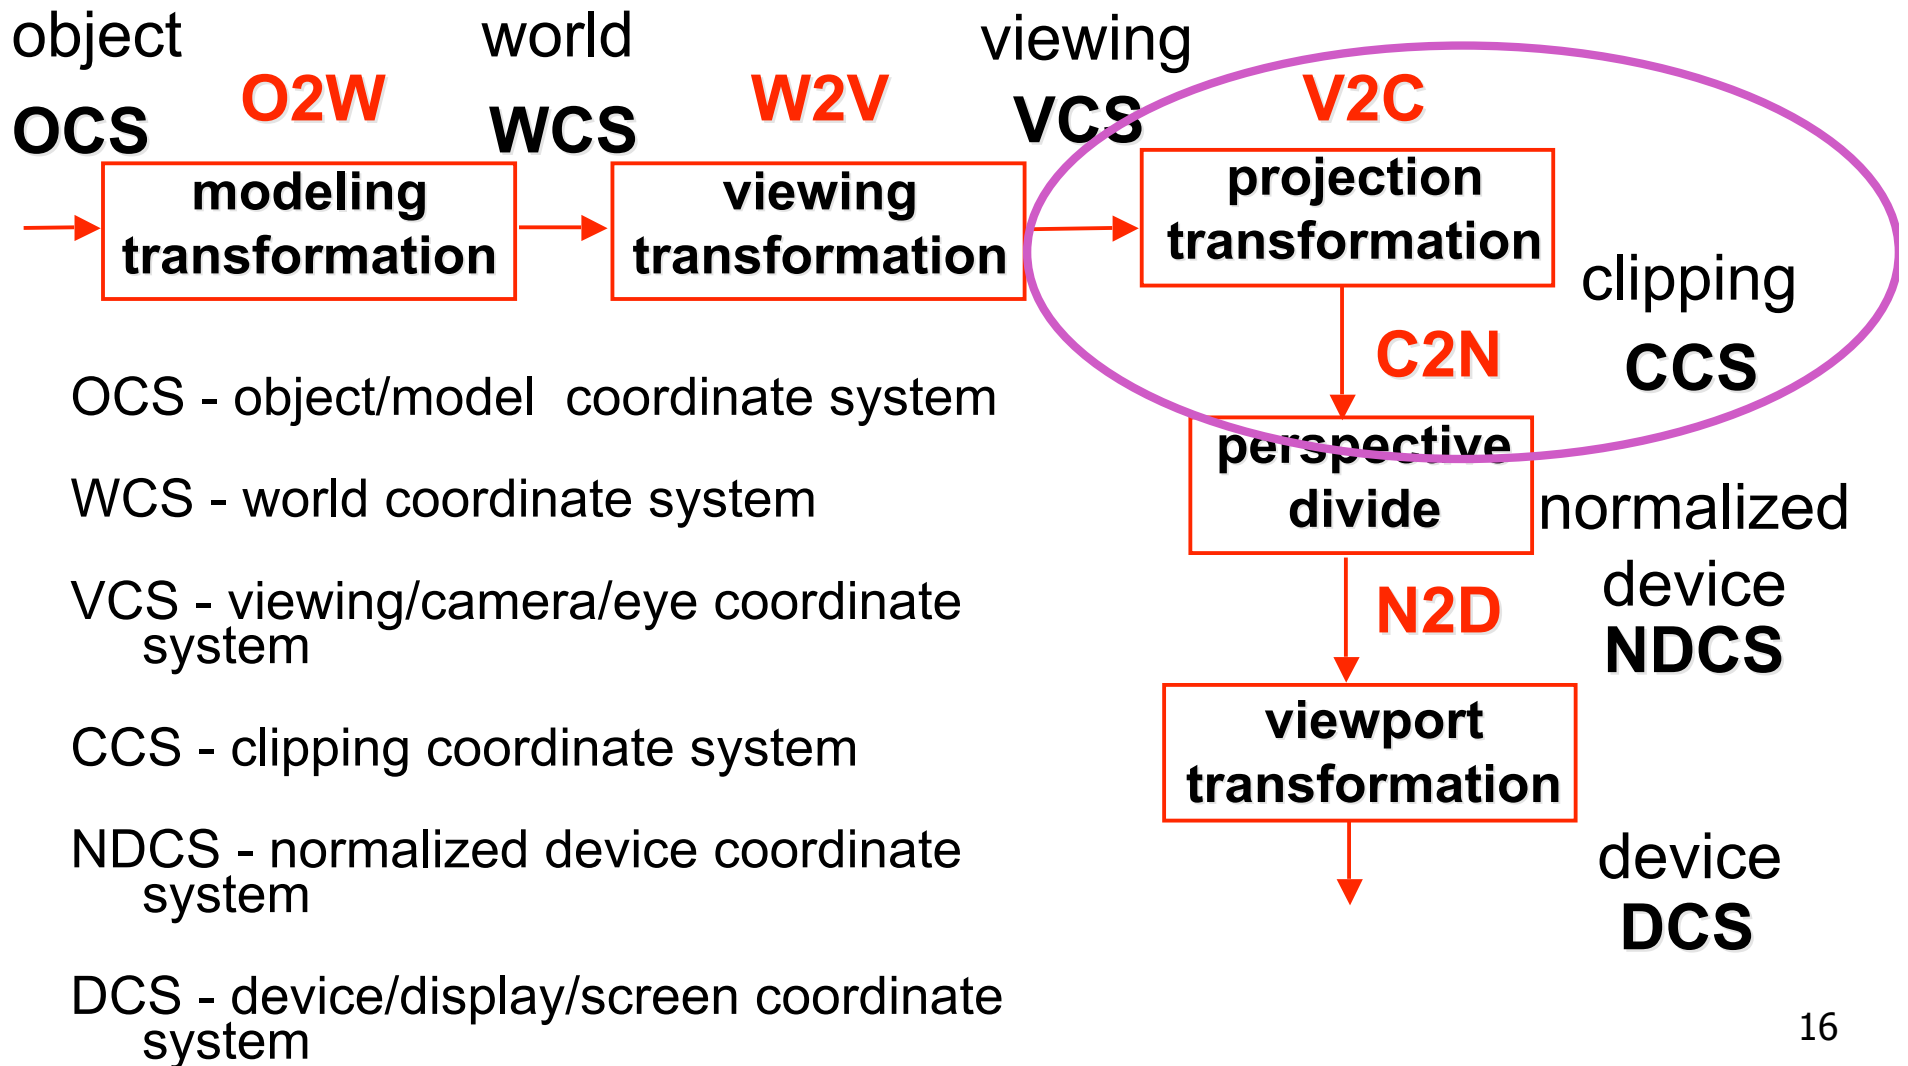 object
world
viewing
O2W
W2V
V2C
OCS
WCS
VCS
modeling
transformation
viewing
transformation
projection
transformation
clipping
CCS
C2N
perspective
divide
normalized
device
NDCS
N2D
viewport
transformation
device
DCS
OCS - object/model coordinate system
WCS - world coordinate system
VCS - viewing/camera/eye coordinate
system
CCS - clipping coordinate system
NDCS - normalized device coordinate
system
DCS - device/display/screen coordinate
system
16